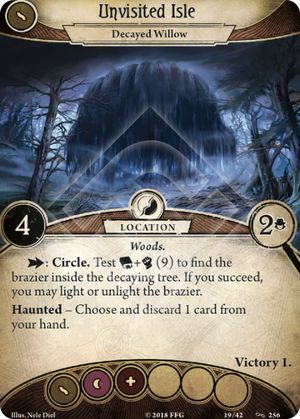 Unvisited Isle
Decayed Willow
4
LOCATION
2
Woods.
: Circle. Test + (9) to find the
brazier inside the decaying tree. If you succeed,
you may light or unlight the brazier.
Haunted – Choose and discard 1 card from
your hand.
Victory 1.
Illus. Nele Diel
© 2018 FFG
19/42
256